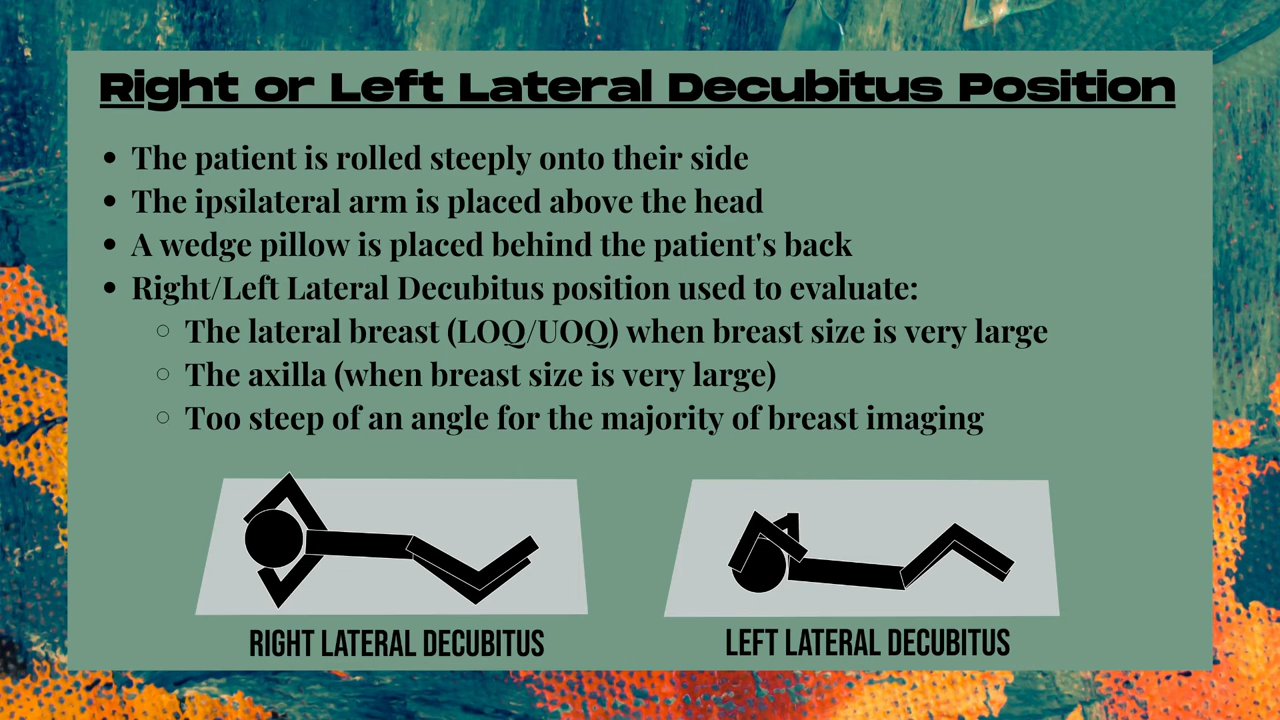 Right or Left Lateral Decubitus Position
• The patient is rolled steeply onto their side
• The ipsilateral arm is placed above the head
• A wedge pillow is placed behind the patient's back
• Right/Left Lateral Decubitus position used to evaluate:
○ The lateral breast (LOQ/UOQ) when breast size is very large
○ The axilla (when breast size is very large)
○ Too steep of an angle for the majority of breast imaging
RIGHT LATERAL DECUBITUS
LEFT LATERAL DECUBITUS